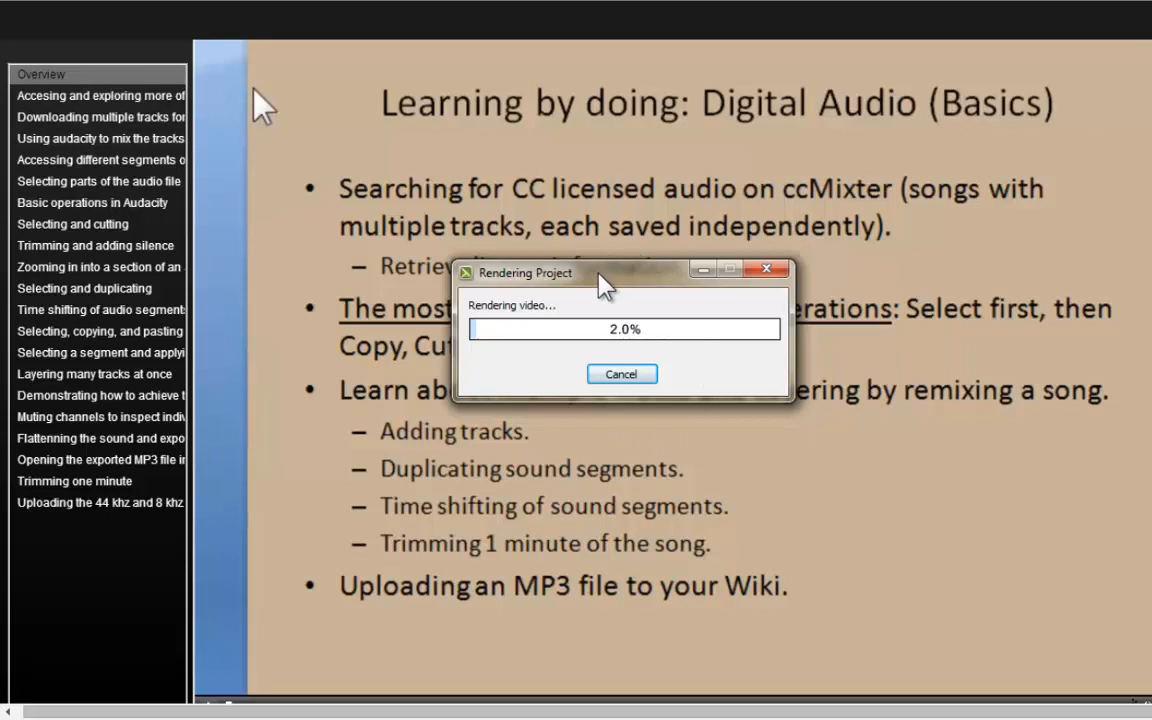 Overview
Accesing and exploring more of
Downloading multiple tracks for
Using audacity to mix the tracks
Accessing different segments o
Selecting parts of the audio file
Basic operations in Audacity
Selecting and cutting
Trimming and adding silence
Zooming in into a section of an
Selecting and duplicating
Time shifting of audio segments
Selecting, copying, and pasting
Selecting a segment and applyi
Layering many tracks at once
Demonstrating how to achieve t
Muting channels to inspect indiv
Flattenning the sound and expo
Opening the exported MP3 file in
Trimming one minute
Uploading the 44 khz and 8 khz
Learning by doing: Digital Audio (Basics)
• Searching for CC licensed audio on ccMixter (songs with
multiple tracks, each saved independently).
– Retriev
• The most erations: Select first, then
Copy, Cu
• Learn ab ering by remixing a song.
– Adding tracks.
– Duplicating sound segments.
– Time shifting of sound segments.
– Trimming 1 minute of the song.
• Uploading an MP3 file to your Wiki.
Rendering Project
Rendering video...
2.0%
Cancel